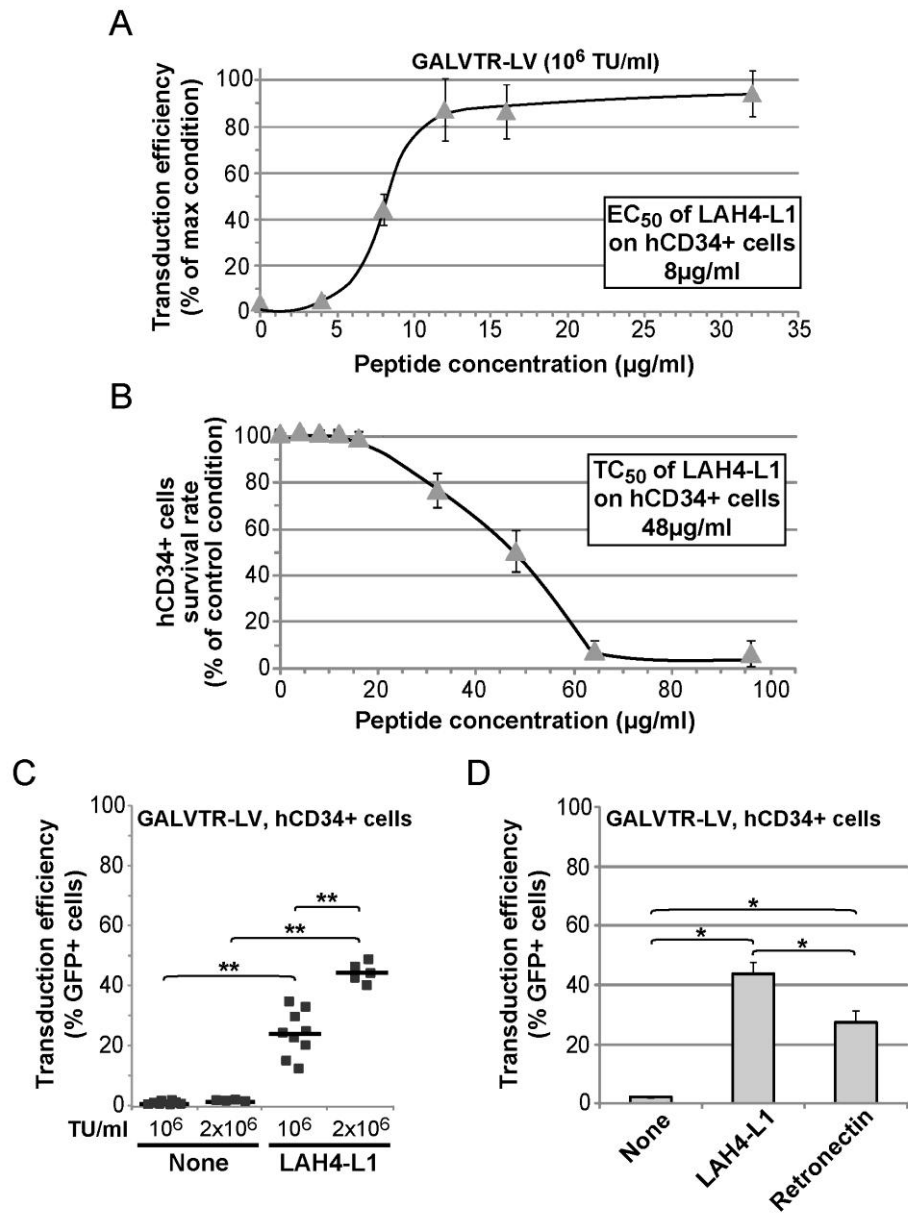 A
GALVTR-LV (10⁶ TU/ml)
Transduction efficiency
(% of max condition)
100
80
60
40
20
0
0 5 10 15 20 25 30 35
Peptide concentration (µg/ml)
EC₅₀ of LAH4-L1
on hCD34+ cells
8µg/ml
B
hCD34+ cells
survival rate
(% of control condition)
100
80
60
40
20
0
0 20 40 60 80 100
Peptide concentration (µg/ml)
TC₅₀ of LAH4-L1
on hCD34+ cells
48µg/ml
C
GALVTR-LV, hCD34+ cells
Transduction efficiency
(% GFP+ cells)
100
80
60
40
20
0
**
**
**
TU/ml 10⁶ 2x10⁶ 10⁶ 2x10⁶
None LAH4-L1
D
GALVTR-LV, hCD34+ cells
Transduction efficiency
(% GFP+ cells)
100
80
60
40
20
0
*
*
*
None
LAH4-L1
Retronectin